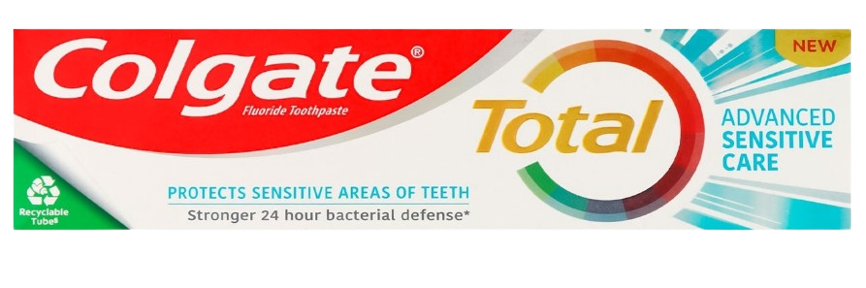 Colgate®
Fluoride Toothpaste
Total
NEW
ADVANCED
SENSITIVE
CARE
PROTECTS SENSITIVE AREAS OF TEETH
Stronger 24 hour bacterial defense*
Recyclable
Tube§